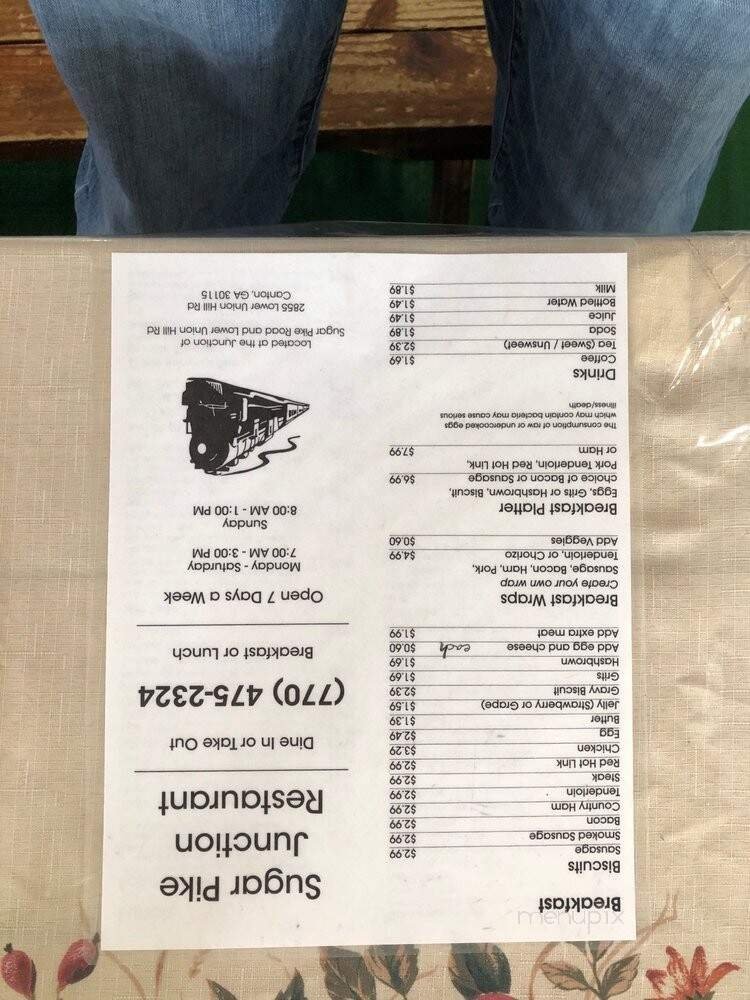 Breakfast
Biscuits
Sausage $2.99
Smoked Sausage $2.99
Bacon $2.99
Country Ham $2.99
Tenderloin $2.99
Steak $2.99
Red Hot Link $2.99
Chicken $3.29
Egg $2.49
Butter $1.39
Jelly (Strawberry or Grape) $1.59
Gravy Biscuit $2.39
Grits $1.69
Hashbrown $1.69
Add egg and cheese each $0.60
Add extra meat $1.99
Breakfast Wraps
Create your own wrap
Sausage, Bacon, Ham, Pork,
Tenderloin, or Chorizo $4.99
Add Veggies $0.60
Breakfast Platter
Eggs, Grits or Hashbrown, Biscuit,
choice of Bacon or Sausage $6.99
Pork Tenderloin, Red Hot Link,
or Ham $7.99
The consumption of raw or undercooked eggs
which may contain bacteria may cause serious
illness/death
Drinks
Coffee $1.69
Tea (Sweet / Unsweet) $2.39
Soda $1.89
Juice $1.49
Bottled Water $1.49
Milk $1.89
Sugar Pike
Junction
Restaurant
Dine In or Take Out
(770) 475-2324
Breakfast or Lunch
Open 7 Days a Week
Monday - Saturday
7:00 AM - 3:00 PM
Sunday
8:00 AM - 1:00 PM
Located at the Junction of
Sugar Pike Road and Lower Union Hill Rd
2855 Lower Union Hill Rd
Canton, GA 30115
menupix